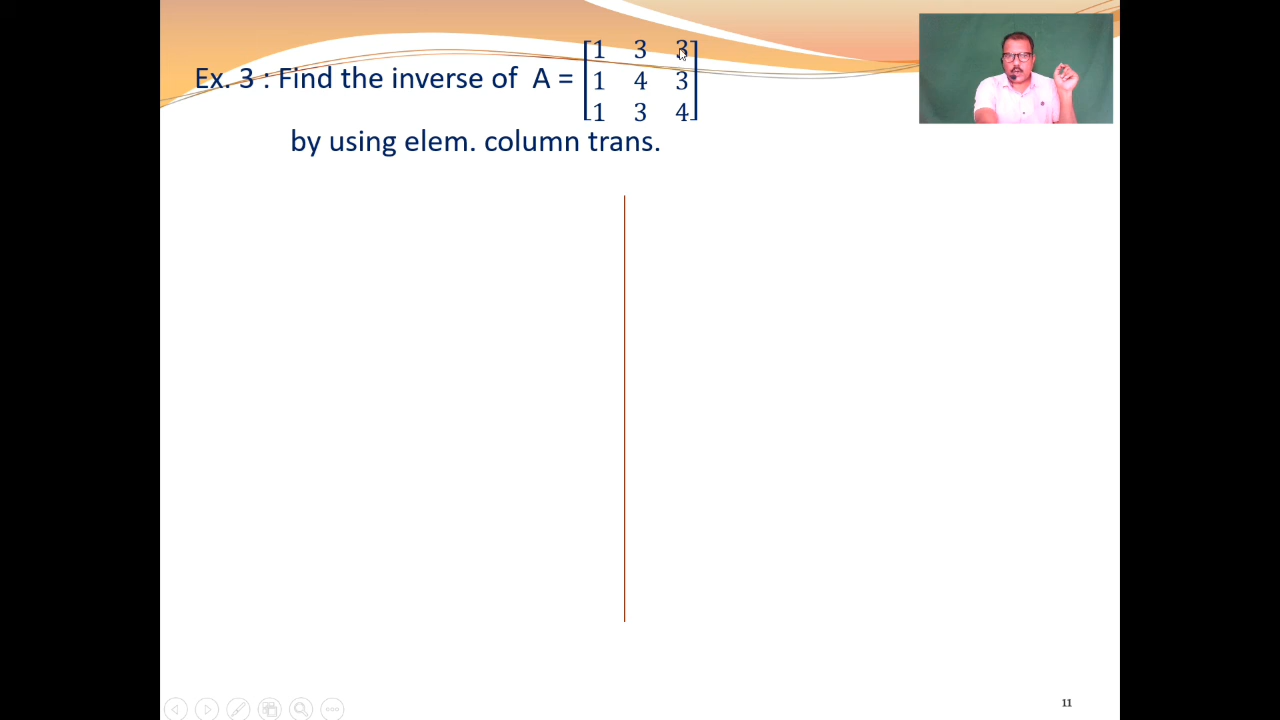 Ex. 3 : Find the inverse of A = [1 3 3
1 4 3
1 3 4]
by using elem. column trans.
11